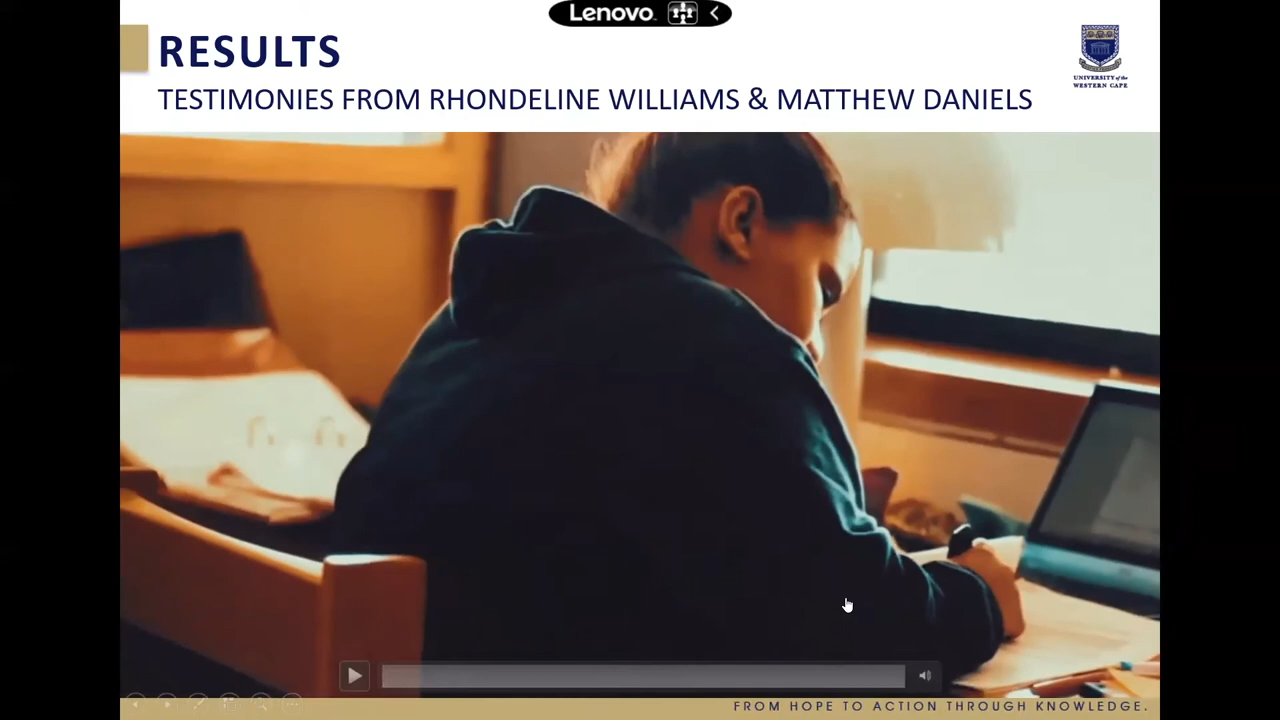 Lenovo
RESULTS
TESTIMONIES FROM RHONDELINE WILLIAMS & MATTHEW DANIELS
UNIVERSITY of the
WESTERN CAPE
FROM HOPE TO ACTION THROUGH KNOWLEDGE.